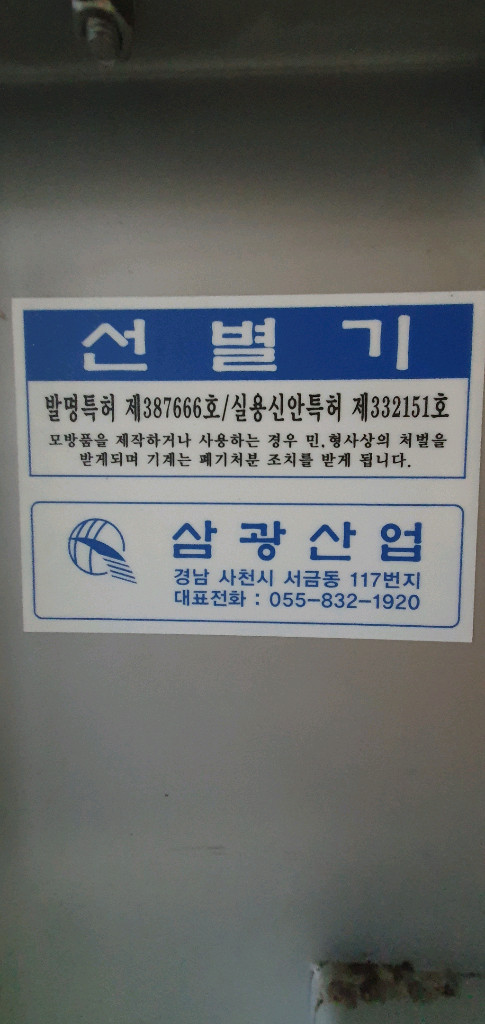 선별기
발명특허 제387666호/실용신안특허 제332151호
모방품을 제작하거나 사용하는 경우 민,형사상의 처벌을
받게되며 기계는 폐기처분 조치를 받게 됩니다.
삼광산업
경남 사천시 서금동 117번지
대표전화 : 055-832-1920